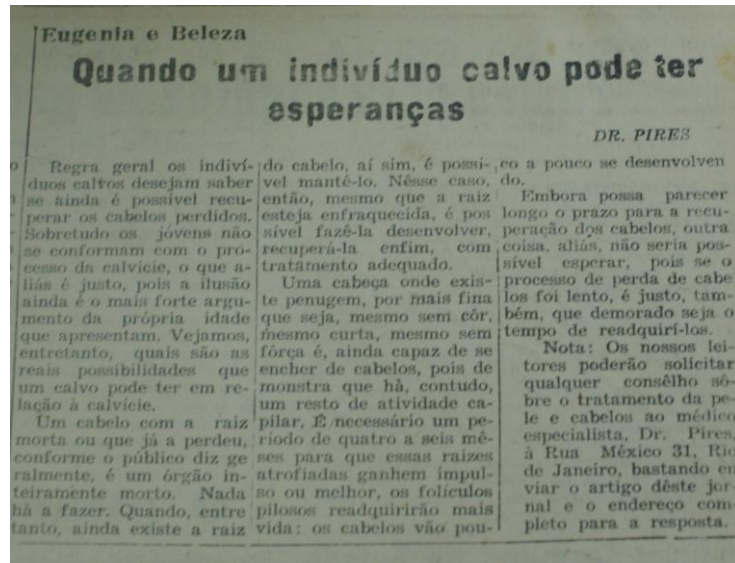 Eugenia e Beleza
Quando um indivíduo calvo pode ter
esperanças
DR. PIRES
Regra geral os indiví-
duos calvos desejam saber
se ainda é possivel recu-
perar os cabelos perdidos.
Sobretudo os jóvens não
se conformam com o pro-
cesso da calvície, o que a-
liás é justo, pois a ilusão
ainda é o mais forte argu-
mento da própria idade
que apresentam. Vejamos,
entretanto, quais são as
reais possibilidades que
um calvo pode ter em re-
lação à calvície.
Um cabelo com a raiz
morta ou que já a perdeu,
conforme o público diz ge
ralmente, é um órgão in-
teiramente morto. Nada
há a fazer. Quando, entre
tanto, ainda existe a raiz
do cabelo, aí sim, é possi-
vel mantê-lo. Nêsse caso,
então, mesmo que a raiz
esteja enfraquecida, é pos
sível fazê-la desenvolver,
recuperá-la enfim, com
tratamento adequado.
Uma cabeça onde exis-
te penugem, por mais fina
que seja, mesmo sem côr,
mesmo curta, mesmo sem
fôrça é, ainda capaz de se
encher de cabelos, pois de
monstra que há, contudo,
um resto de atividade ca-
pilar. É necessário um pe-
ríodo de quatro a seis mê-
ses para que essas raizes
atrofiadas ganhem impul-
so ou melhor, os folículos
pilosos readquirirão mais
vida: os cabelos vão pou-
co a pouco se desenvolven
do.
Embora possa parecer
longo o prazo para a recu-
peração dos cabelos, outra
coisa, aliás, não seria pos-
sível esperar, pois se o
processo de perda de cabe
los foi lento, é justo, tam-
bém, que demorado seja o
tempo de readquirí-los.
Nota: Os nossos lei-
tores poderão solicitar
qualquer consêlho sô-
bre o tratamento da pe-
le e cabelos ao médico
especialista, Dr. Pires,
à Rua México 31, Rio
de Janeiro, bastando en
viar o artigo dêste jor-
nal e o endereço com-
pleto para a resposta.